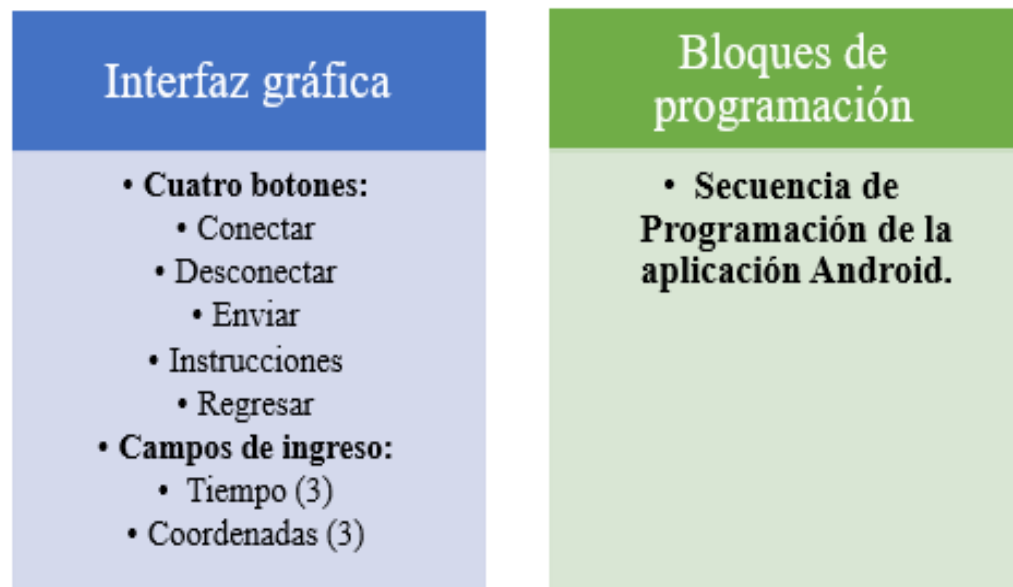 Interfaz gráfica
• Cuatro botones:
• Conectar
• Desconectar
• Enviar
• Instrucciones
• Regresar
• Campos de ingreso:
• Tiempo (3)
• Coordenadas (3)
Bloques de
programación
• Secuencia de
Programación de la
aplicación Android.